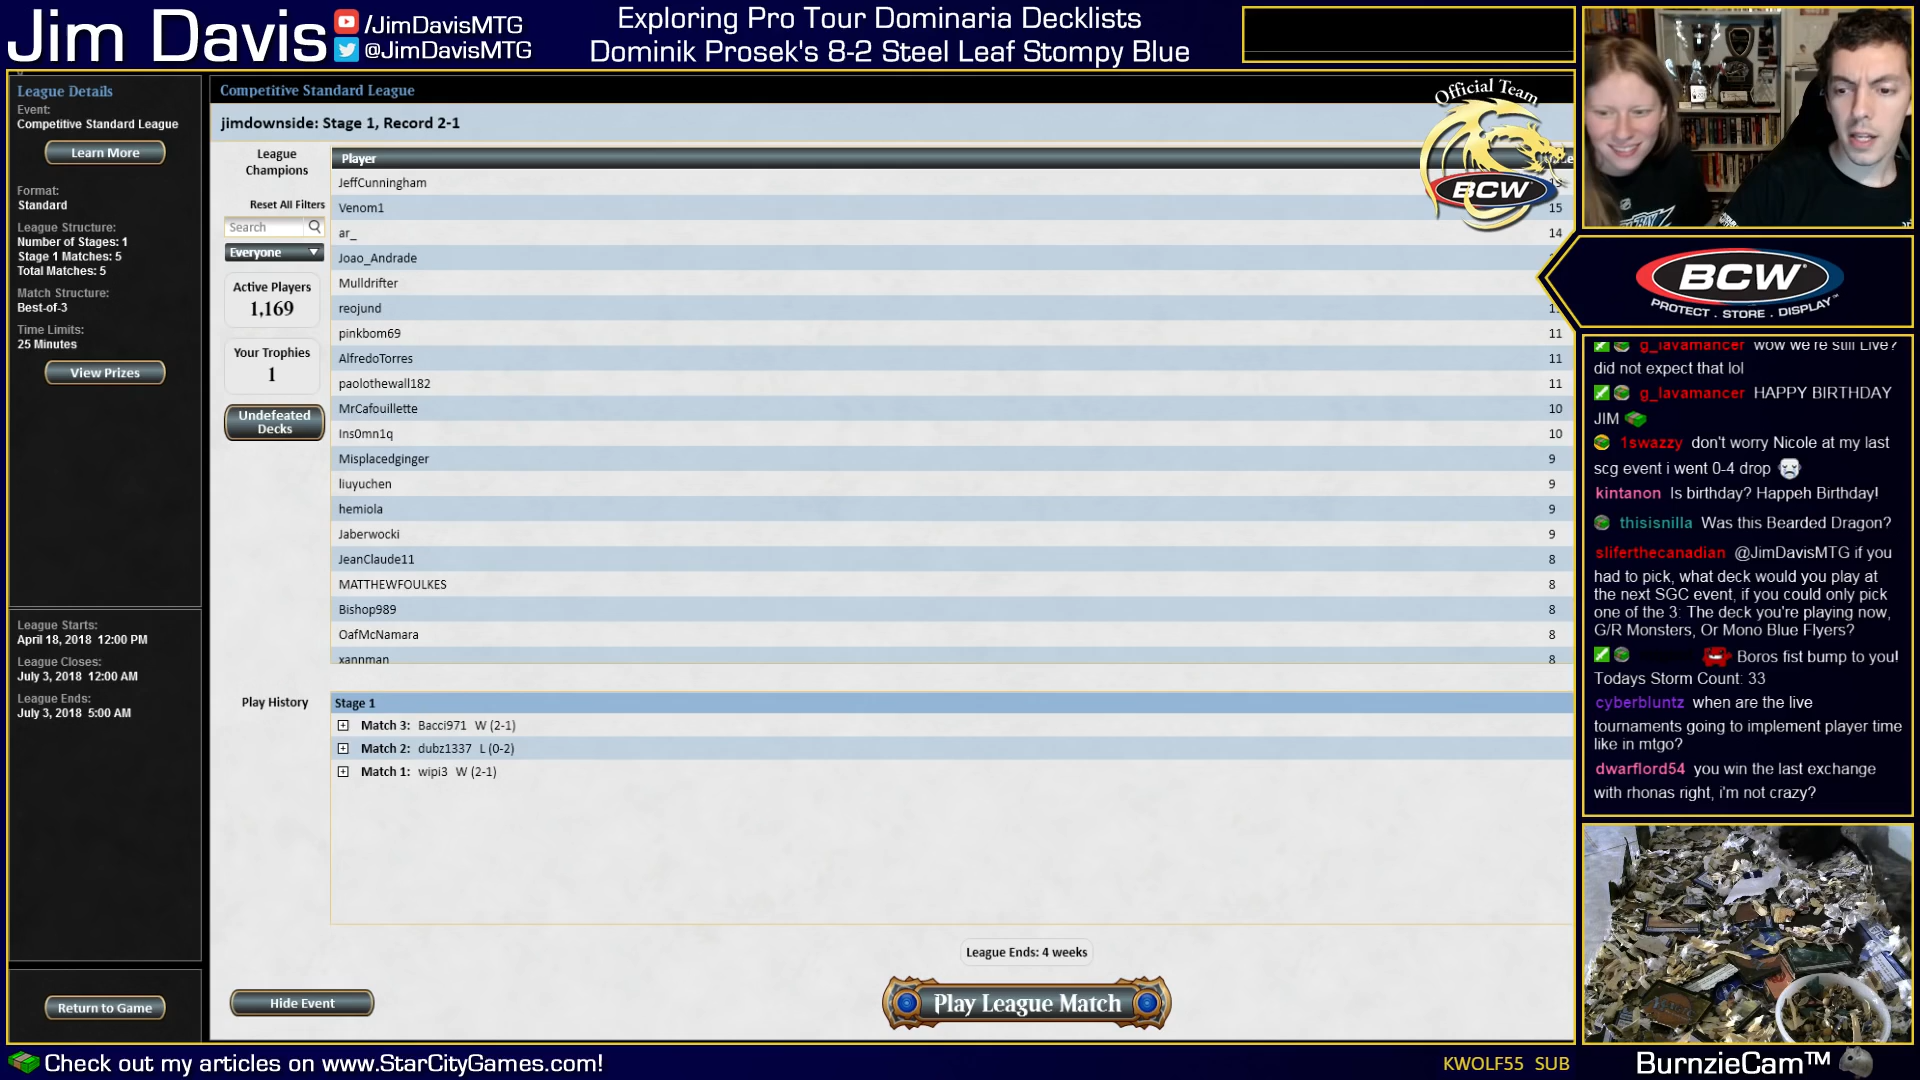 Jim Davis
/JimDavisMTG
@JimDavisMTG
Exploring Pro Tour Dominaria Decklists
Dominik Prosek's 8-2 Steel Leaf Stompy Blue
League Details
Event:
Competitive Standard League
Learn More
Format:
Standard
League Structure:
Number of Stages: 1
Stage 1 Matches: 5
Total Matches: 5
Match Structure:
Best-of-3
Time Limits:
25 Minutes
View Prizes
League Starts:
April 18, 2018 12:00 PM
League Closes:
July 3, 2018 12:00 AM
League Ends:
July 3, 2018 5:00 AM
Return to Game
Competitive Standard League
jimdownside: Stage 1, Record 2-1
League
Champions
Reset All Filters
Search
Everyone
Active Players
1,169
Your Trophies
1
Undefeated
Decks
Player
JeffCunningham
Venom1 15
ar_ 14
Joao_Andrade
Mulldrifter
reojund
pinkbom69 11
AlfredoTorres 11
paolothewall182 11
MrCafouillette 10
Ins0mn1q 10
Misplacedginger 9
liuyuchen 9
hemiola 9
Jaberwocki 9
JeanClaude11 8
MATTHEWFOULKES 8
Bishop989 8
OafMcNamara 8
xannman 8
Play History
Stage 1
Match 3: Bacci971 W (2-1)
Match 2: dubz1337 L (0-2)
Match 1: wipi3 W (2-1)
League Ends: 4 weeks
Hide Event
Play League Match
Official Team
BCW
BCW
PROTECT . STORE . DISPLAY™
g_lavamancer wow we're still Live?
did not expect that lol
g_lavamancer HAPPY BIRTHDAY
JIM
1swazzy don't worry Nicole at my last
scg event i went 0-4 drop
kintanon Is birthday? Happeh Birthday!
thisisnilla Was this Bearded Dragon?
sliferthecanadian @JimDavisMTG if you
had to pick, what deck would you play at
the next SGC event, if you could only pick
one of the 3: The deck you're playing now,
G/R Monsters, Or Mono Blue Flyers?
Boros fist bump to you!
Todays Storm Count: 33
cyberbluntz when are the live
tournaments going to implement player time
like in mtgo?
dwarflord54 you win the last exchange
with rhonas right, i'm not crazy?
Check out my articles on www.StarCityGames.com!
KWOLF55 SUB
BurnzieCam™